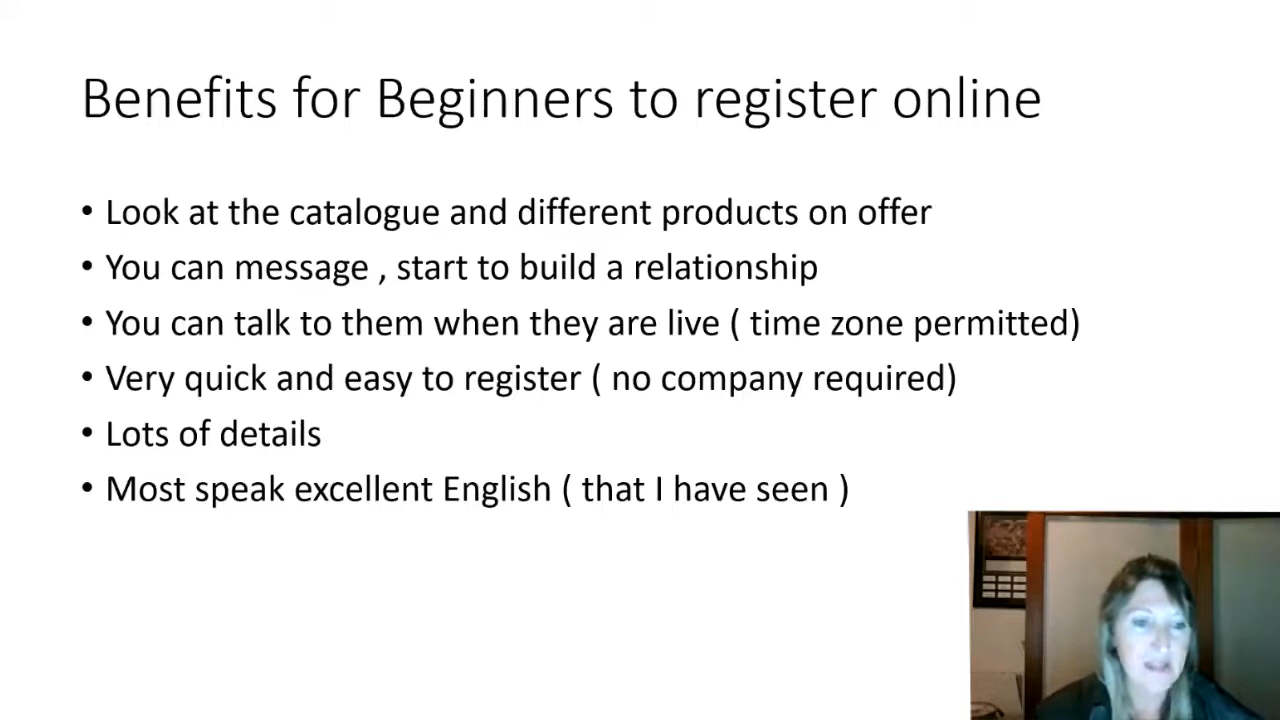 Benefits for Beginners to register online
• Look at the catalogue and different products on offer
• You can message , start to build a relationship
• You can talk to them when they are live ( time zone permitted)
• Very quick and easy to register ( no company required)
• Lots of details
• Most speak excellent English ( that I have seen )